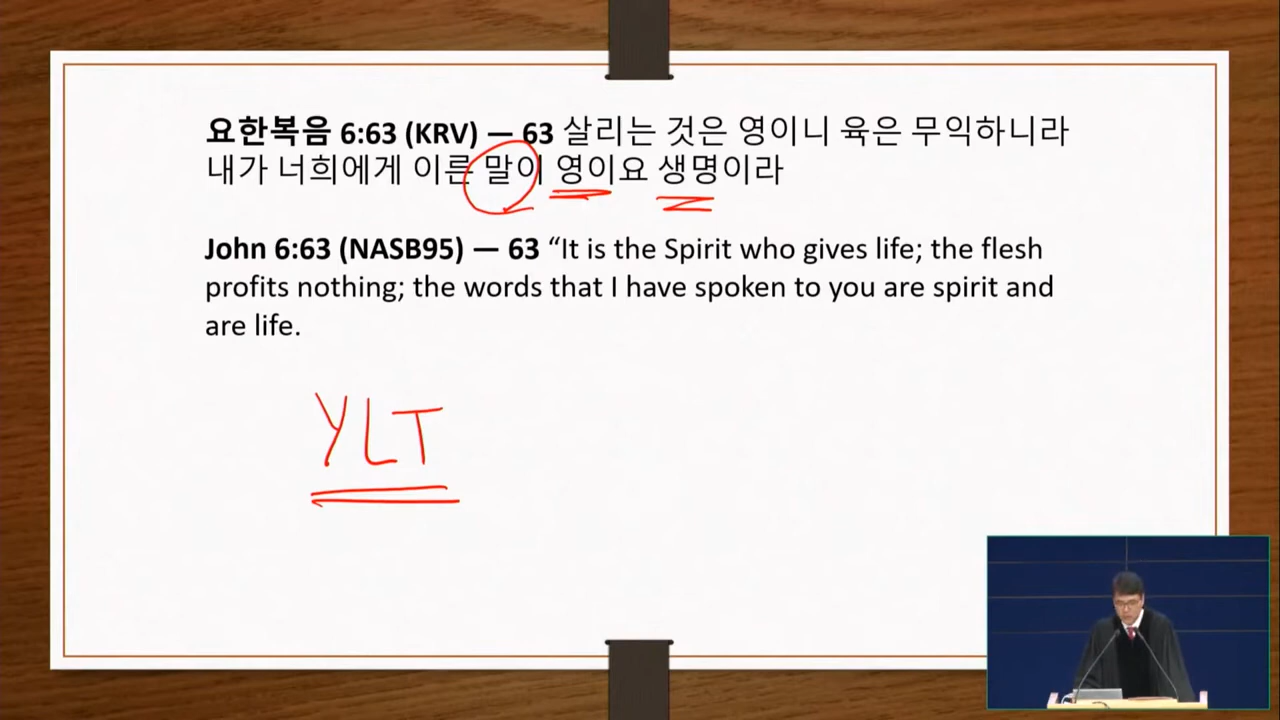 요한복음 6:63 (KRV) — 63 살리는 것은 영이니 육은 무익하니라
내가 너희에게 이른 말이 영이요 생명이라
John 6:63 (NASB95) — 63 “It is the Spirit who gives life; the flesh
profits nothing; the words that I have spoken to you are spirit and
are life.
YLT